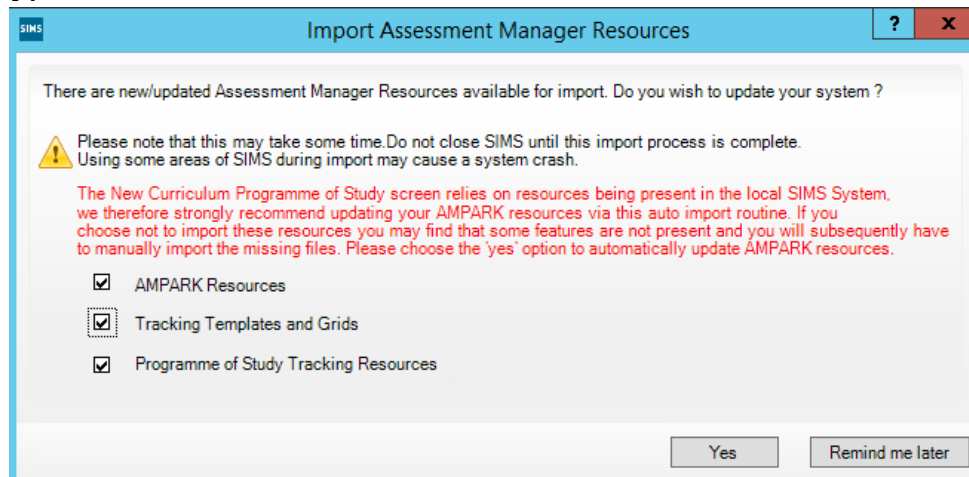 SIMS
Import Assessment Manager Resources
? x
There are new/updated Assessment Manager Resources available for import. Do you wish to update your system ?
Please note that this may take some time.Do not close SIMS until this import process is complete.
Using some areas of SIMS during import may cause a system crash.
The New Curriculum Programme of Study screen relies on resources being present in the local SIMS System,
we therefore strongly recommend updating your AMPARK resources via this auto import routine. If you
choose not to import these resources you may find that some features are not present and you will subsequently have
to manually import the missing files. Please choose the 'yes' option to automatically update AMPARK resources.
AMPARK Resources
Tracking Templates and Grids
Programme of Study Tracking Resources
Yes
Remind me later